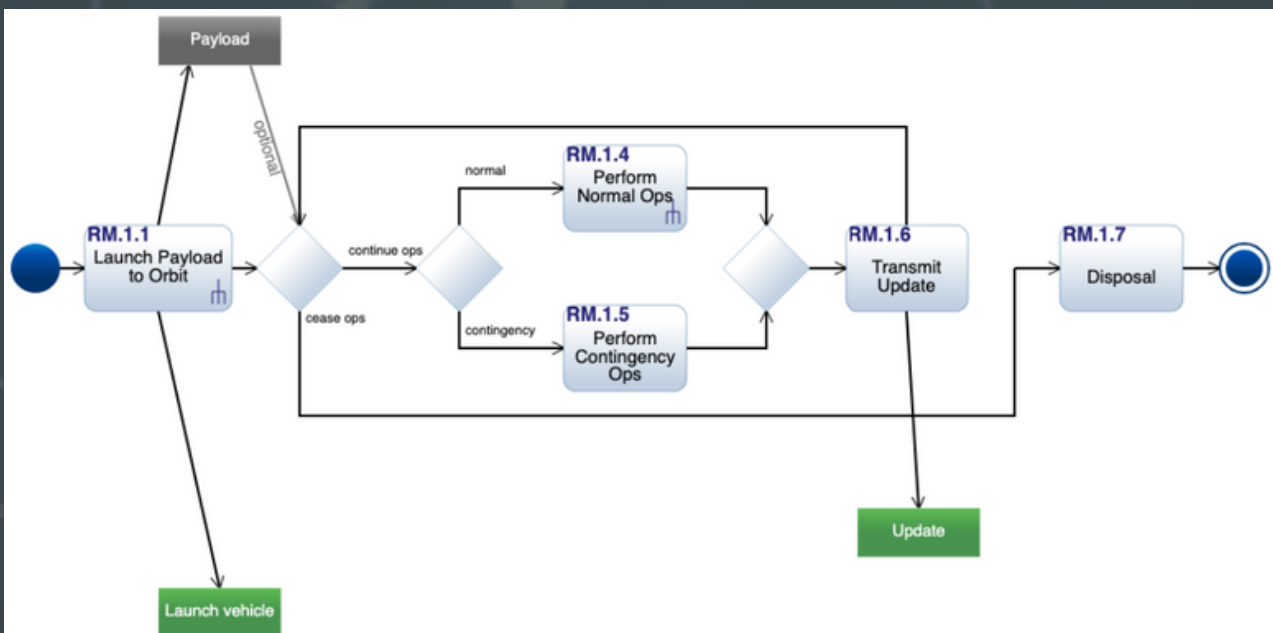 Payload
optional
normal
RM.1.4
Perform
Normal Ops
RM.1.1
Launch Payload
to Orbit
continue ops
RM.1.6
Transmit
Update
RM.1.7
Disposal
cease ops
contingency
RM.1.5
Perform
Contingency
Ops
Update
Launch vehicle